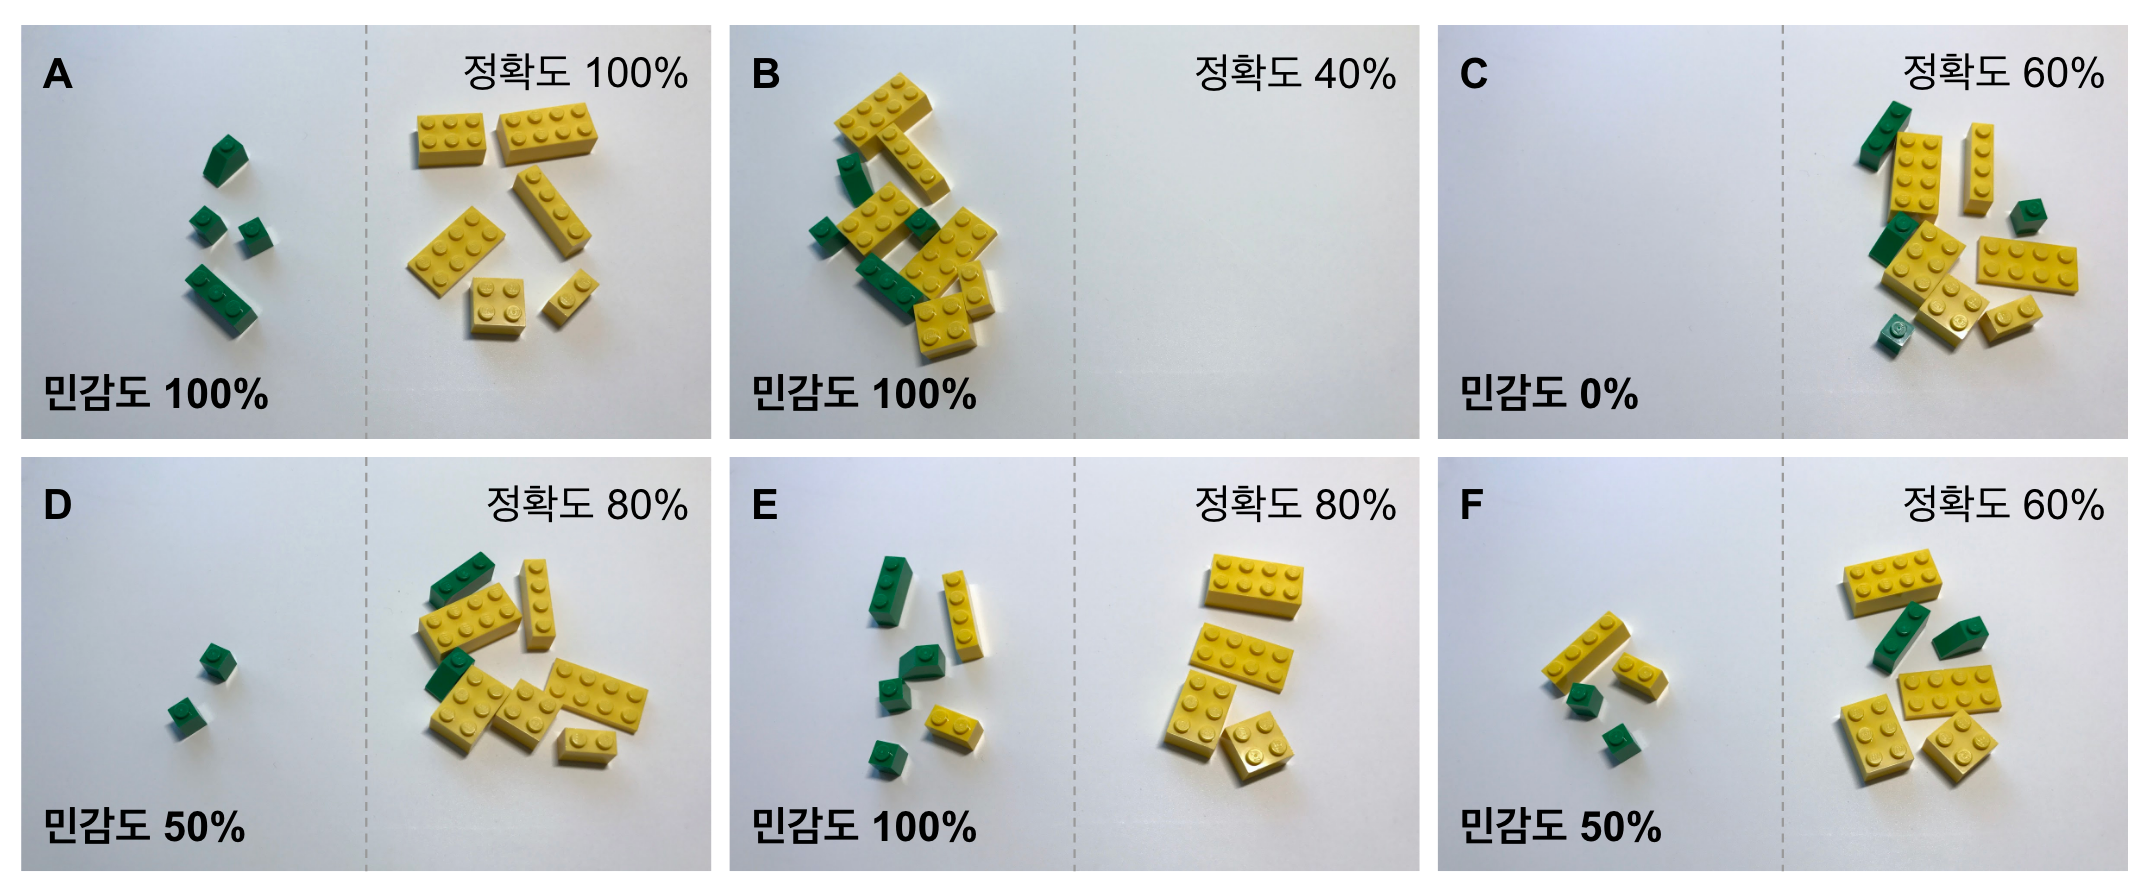 A
정확도 100%
민감도 100%
B
정확도 40%
민감도 100%
C
정확도 60%
민감도 0%
D
정확도 80%
민감도 50%
E
정확도 80%
민감도 100%
F
정확도 60%
민감도 50%